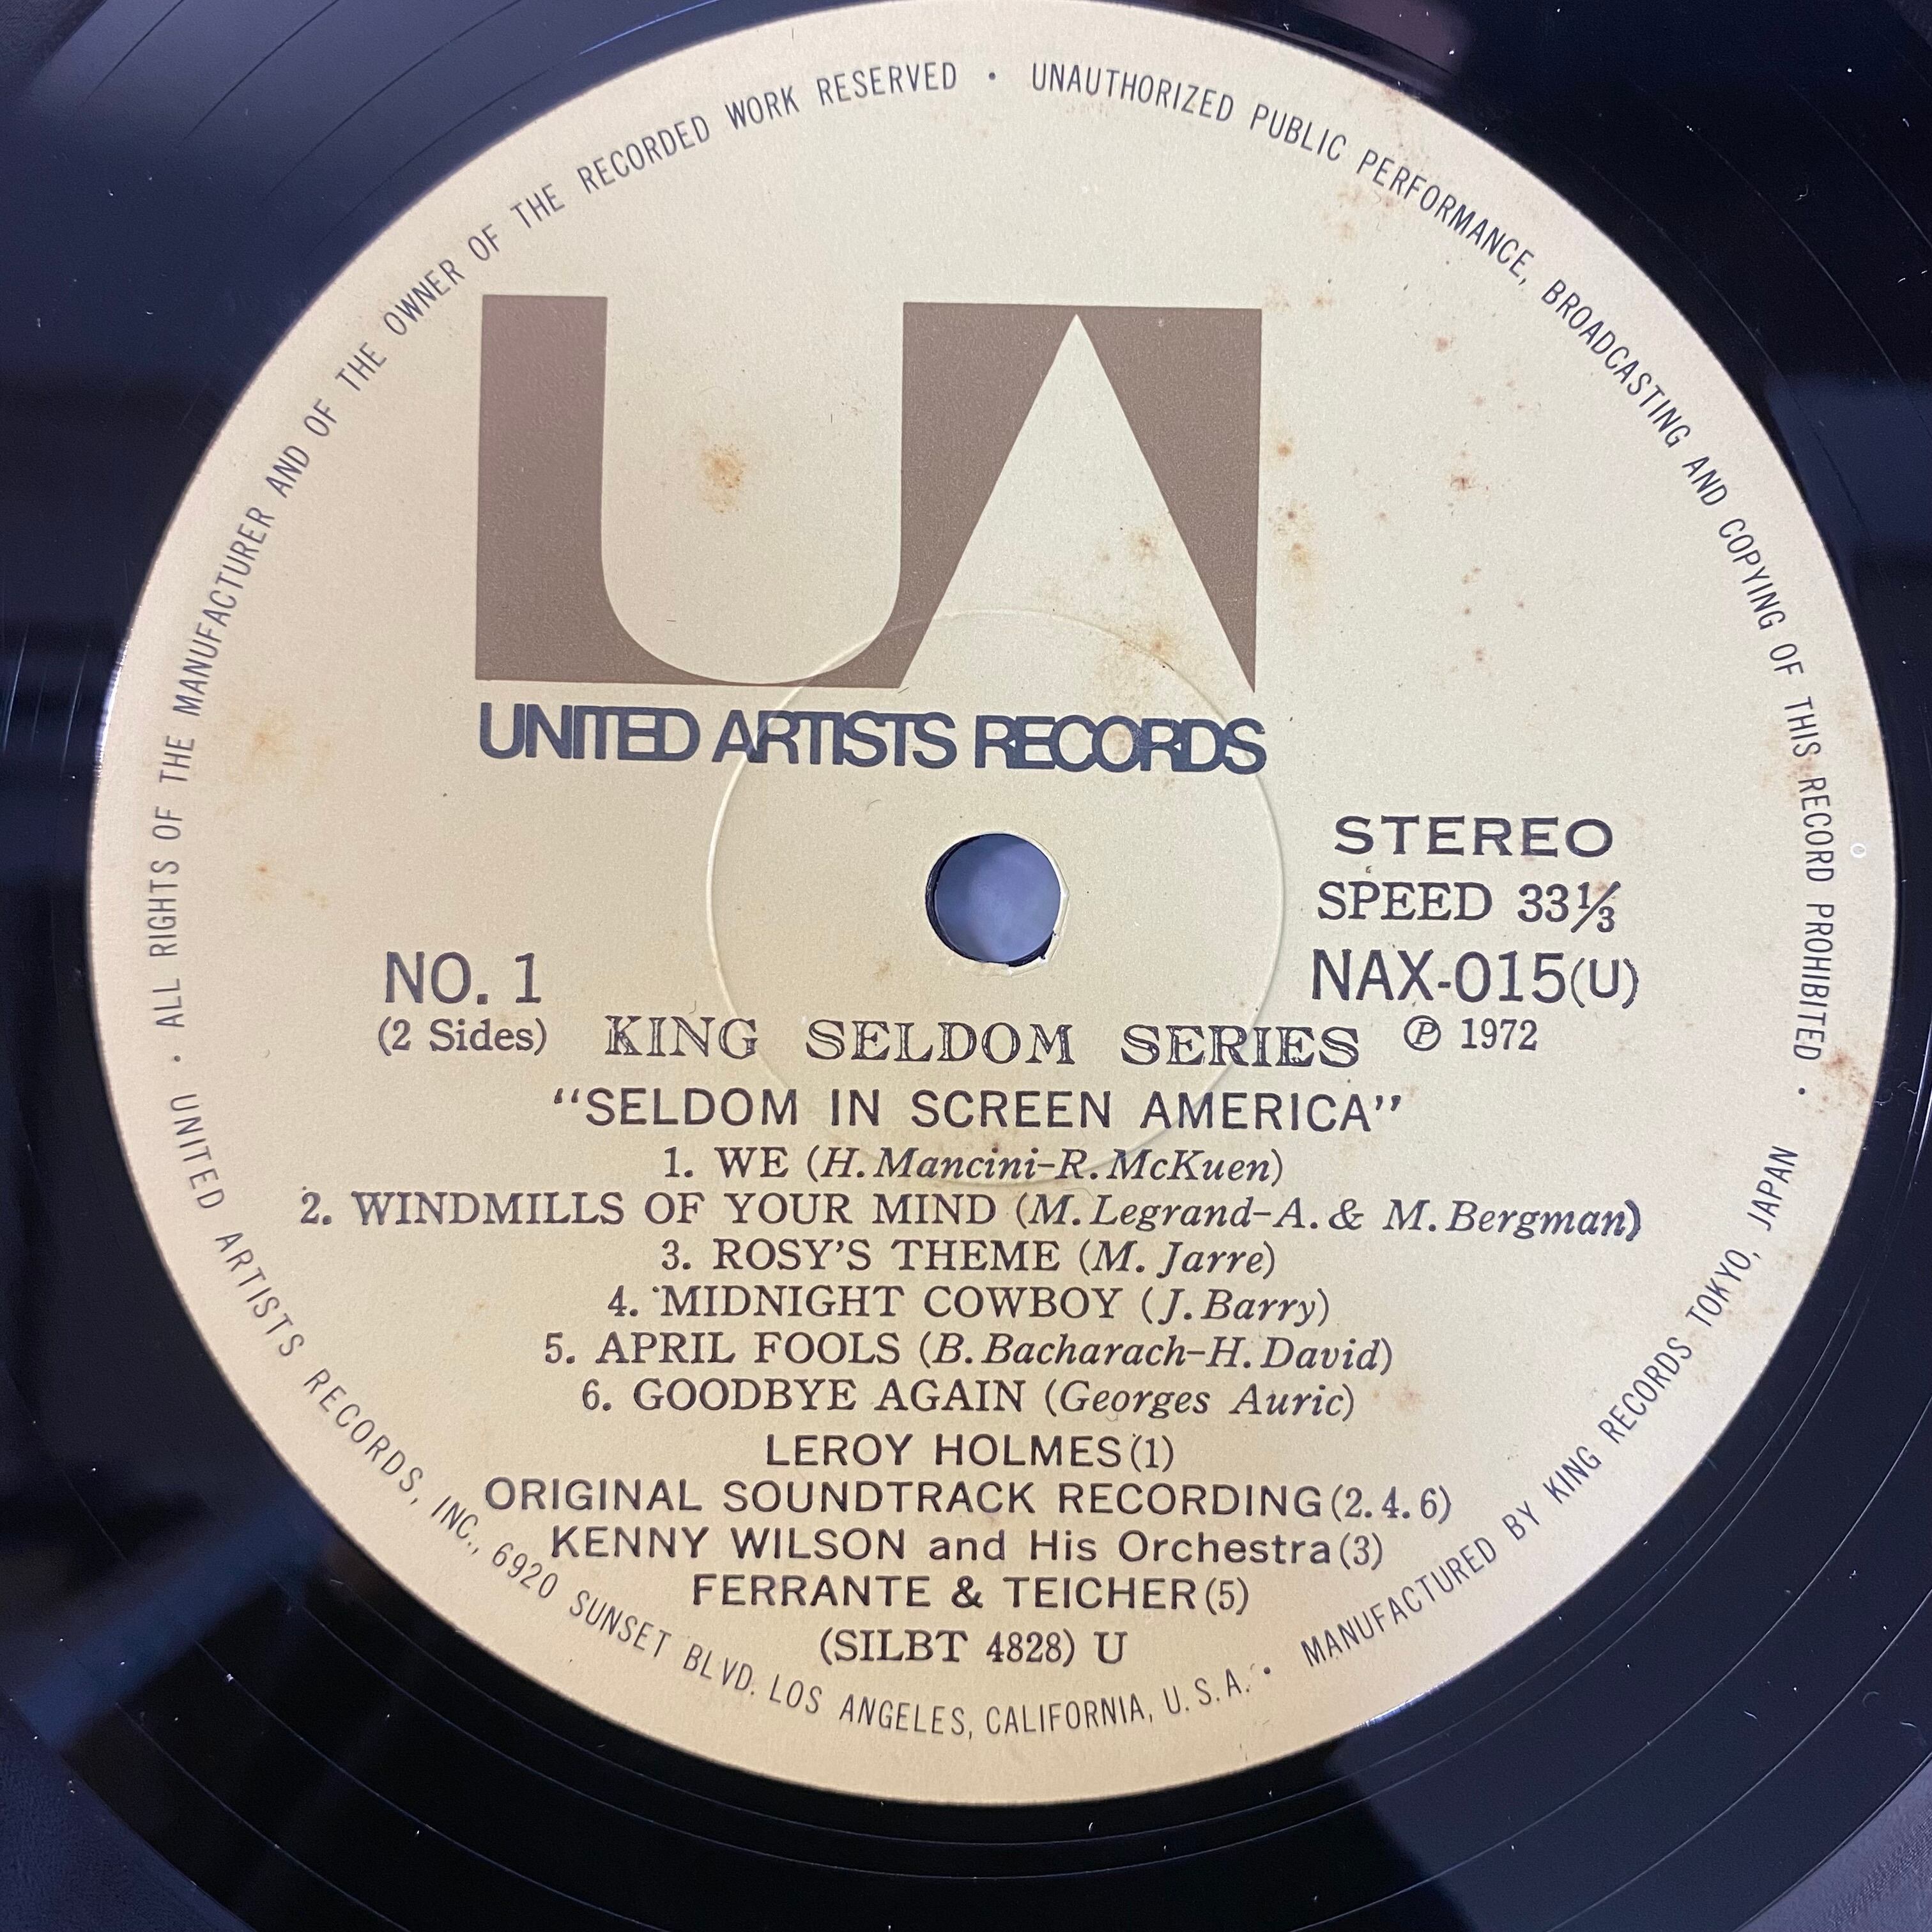 · ALL RIGHTS OF THE MANUFACTURER AND OF THE OWNER OF THE RECORDED WORK RESERVED · UNAUTHORIZED PUBLIC PERFORMANCE, BROADCASTING AND COPYING OF THIS RECORD PROHIBITED ·
UA
UNITED ARTISTS RECORDS
STEREO
SPEED 33⅓
NO. 1
NAX-015(U)
(2 Sides)
KING SELDOM SERIES
℗ 1972
“SELDOM IN SCREEN AMERICA”
1. WE (H. Mancini-R. McKuen)
2. WINDMILLS OF YOUR MIND (M. Legrand-A. & M. Bergman)
3. ROSY'S THEME (M. Jarre)
4. MIDNIGHT COWBOY (J. Barry)
5. APRIL FOOLS (B. Bacharach-H. David)
6. GOODBYE AGAIN (Georges Auric)
LEROY HOLMES(1)
ORIGINAL SOUNDTRACK RECORDING(2. 4. 6)
KENNY WILSON and His Orchestra(3)
FERRANTE & TEICHER(5)
(SILBT 4828) U
UNITED ARTISTS RECORDS, INC., 6920 SUNSET BLVD. LOS ANGELES, CALIFORNIA, U. S. A. · MANUFACTURED BY KING RECORDS TOKYO, JAPAN